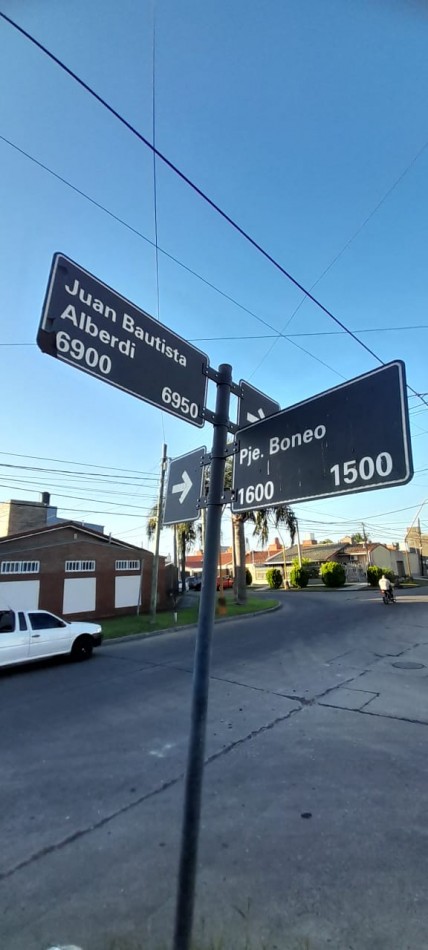 Juan Bautista
Alberdi
6900
6950
Pje. Boneo
1600
1500